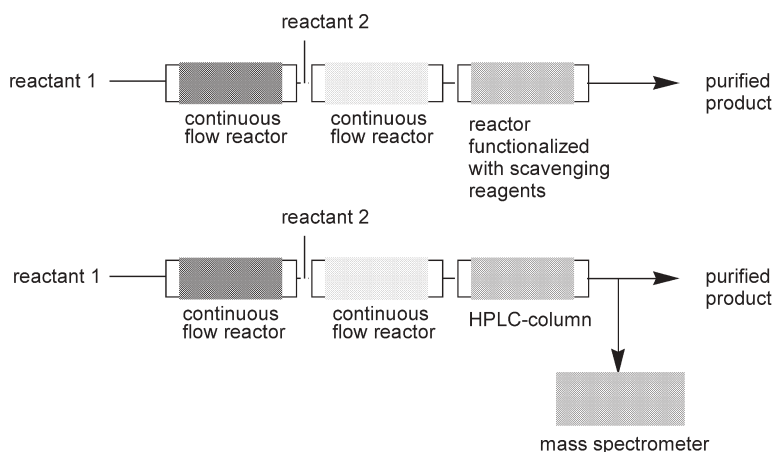 reactant 2
reactant 1
purified
product
continuous
flow reactor
continuous
flow reactor
reactor
functionalized
with scavenging
reagents
reactant 2
reactant 1
purified
product
continuous
flow reactor
continuous
flow reactor
HPLC-column
mass spectrometer